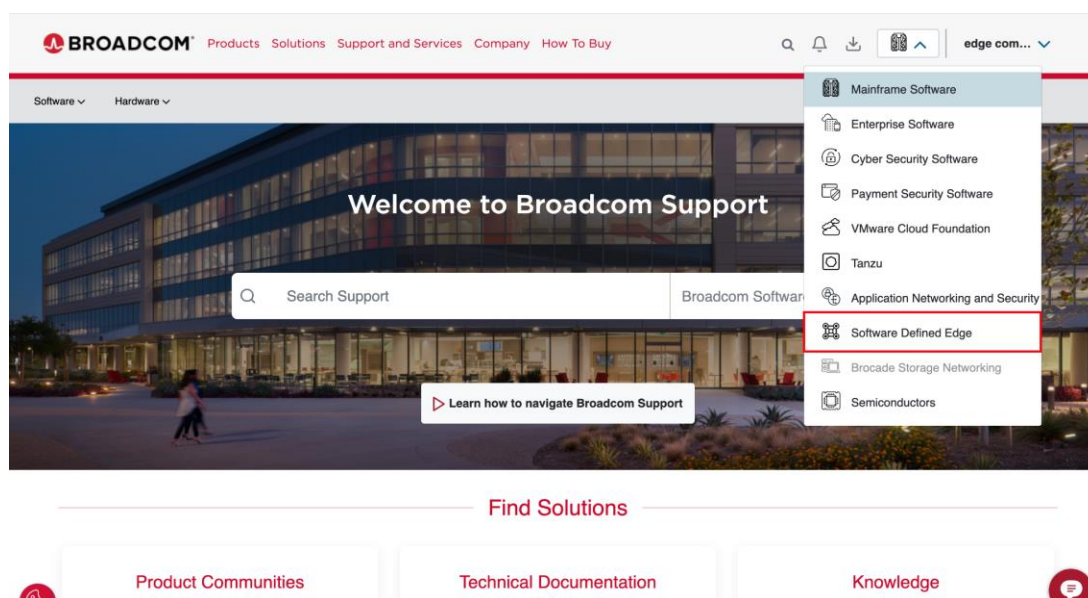 BROADCOM
Products Solutions Support and Services Company How To Buy
edge com...
Software
Hardware
Mainframe Software
Enterprise Software
Cyber Security Software
Payment Security Software
VMware Cloud Foundation
Tanzu
Application Networking and Security
Software Defined Edge
Brocade Storage Networking
Semiconductors
Welcome to Broadcom Support
Search Support
Broadcom Softwar
Learn how to navigate Broadcom Support
Find Solutions
Product Communities
Technical Documentation
Knowledge